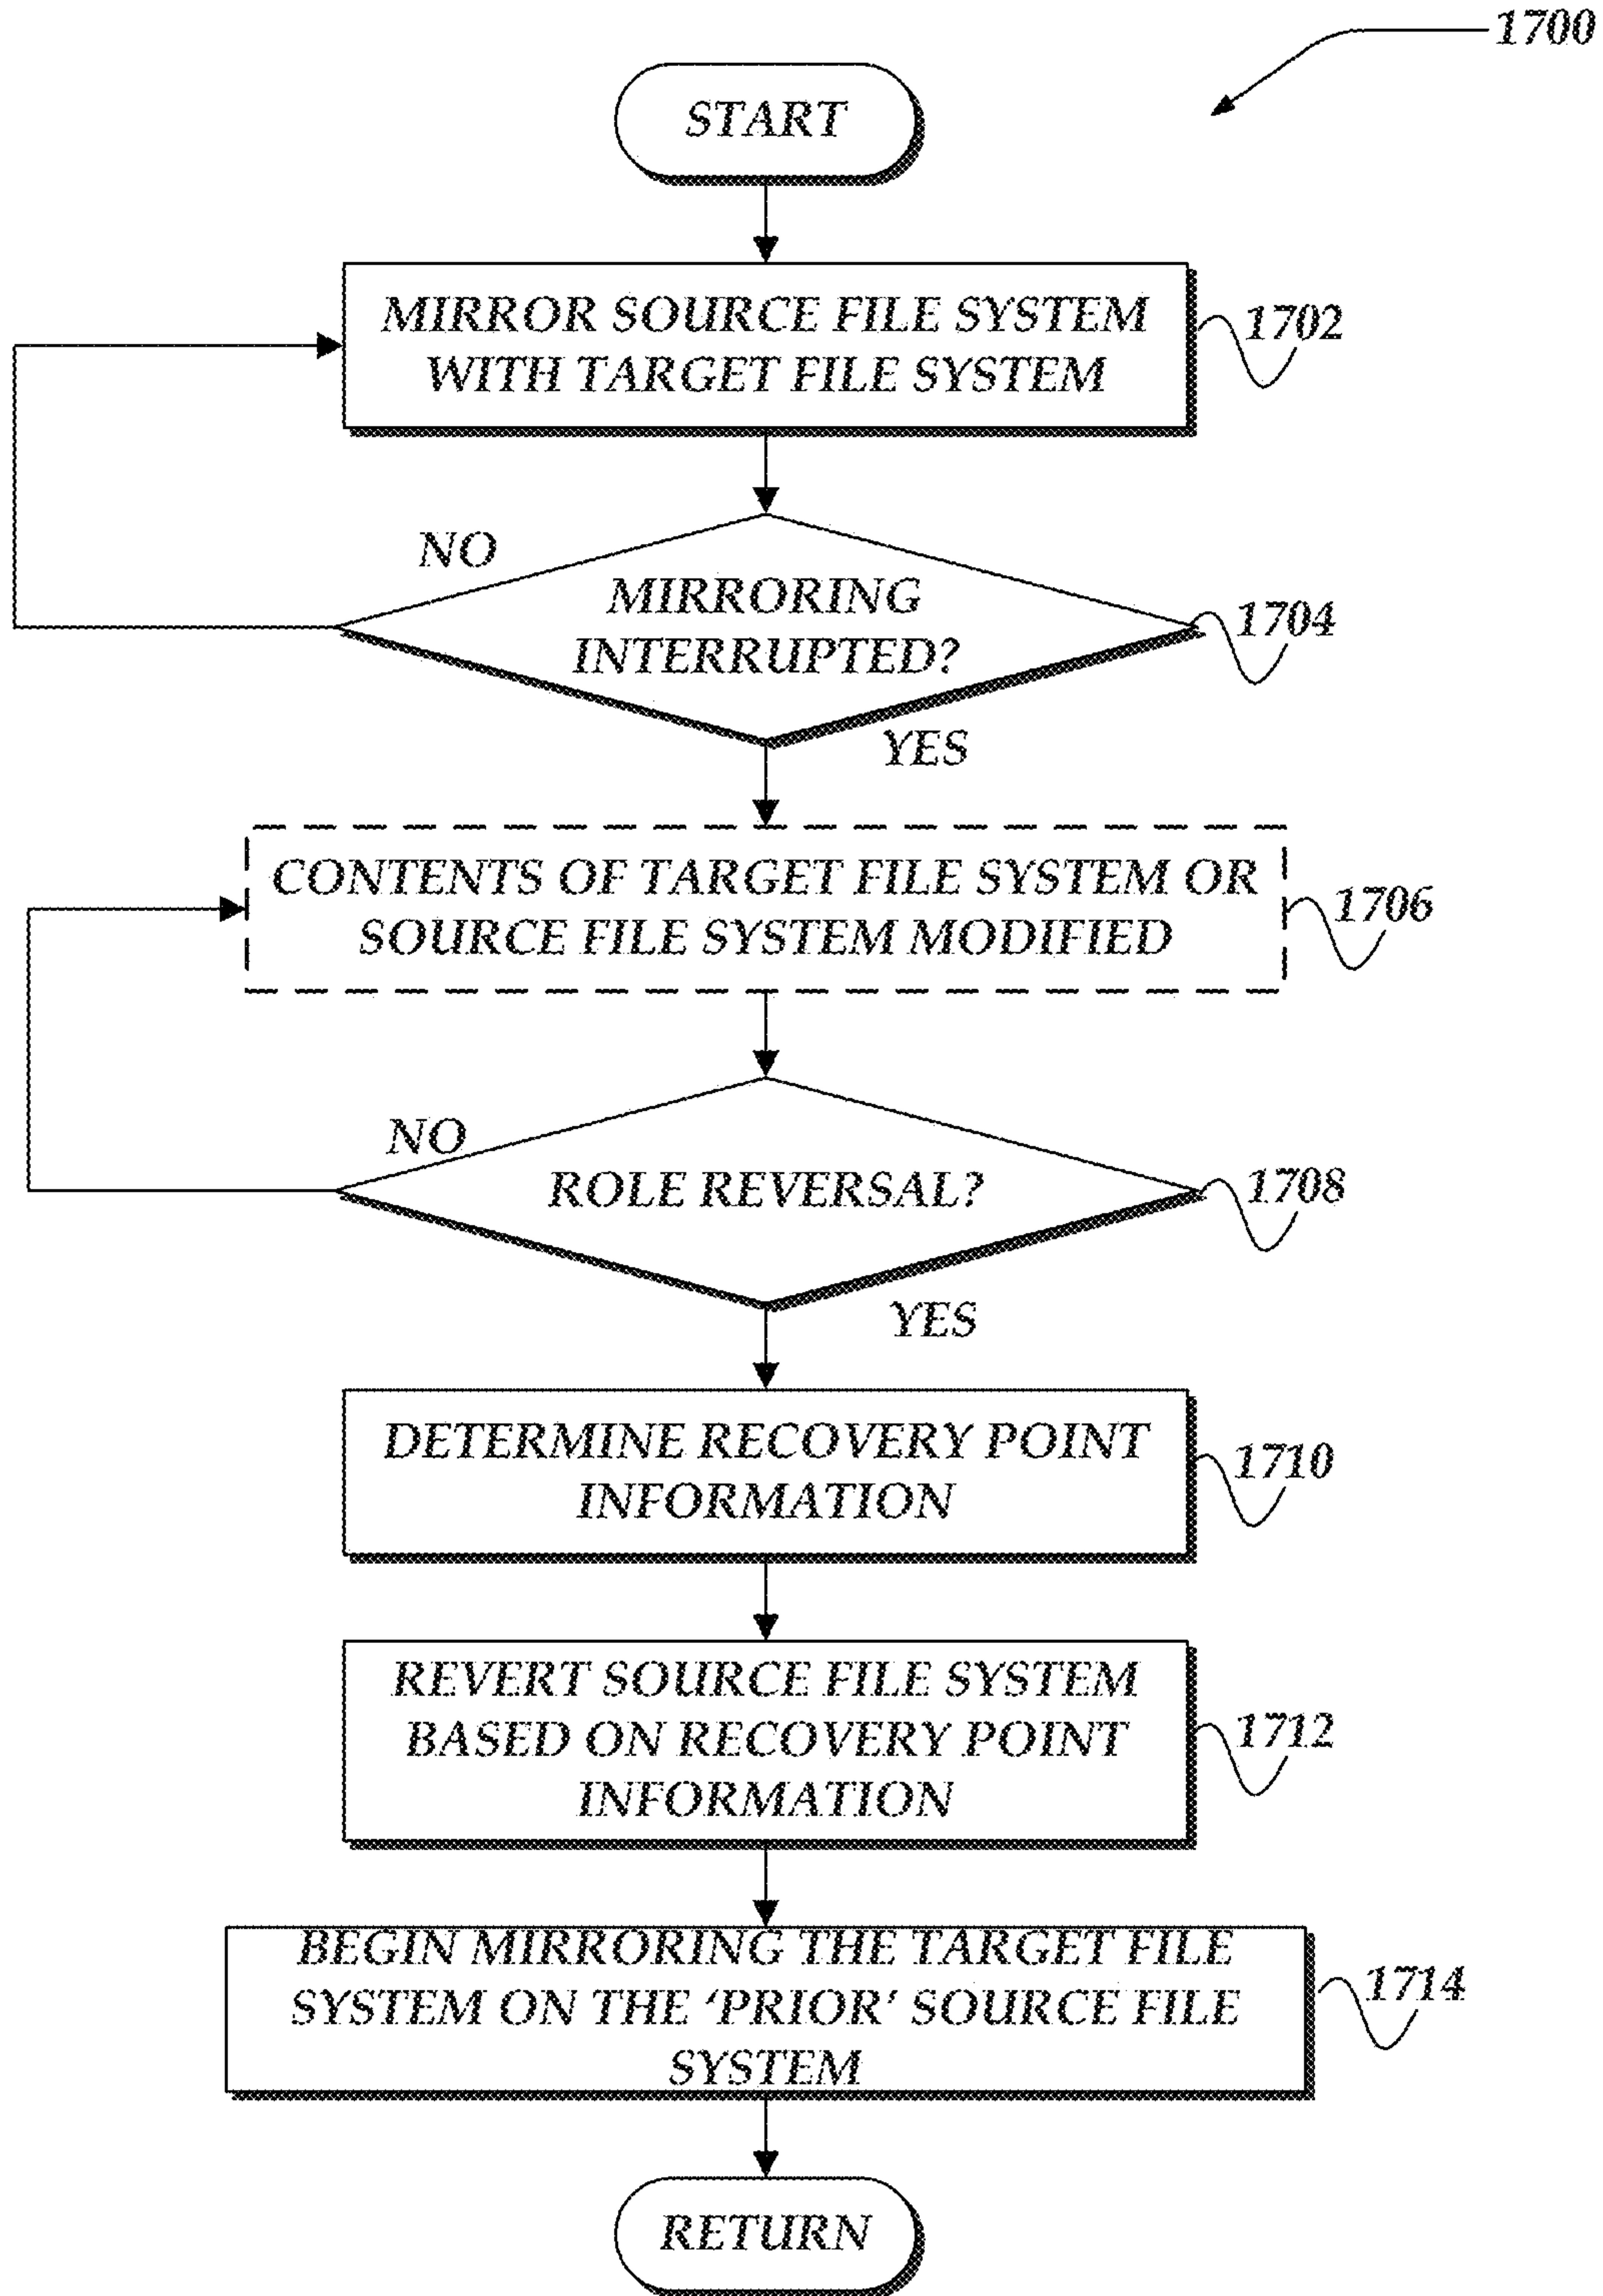 1700
START
MIRROR SOURCE FILE SYSTEM
WITH TARGET FILE SYSTEM
1702
NO
MIRRORING
INTERRUPTED?
1704
YES
CONTENTS OF TARGET FILE SYSTEM OR
SOURCE FILE SYSTEM MODIFIED
1706
NO
ROLE REVERSAL?
1708
YES
DETERMINE RECOVERY POINT
INFORMATION
1710
REVERT SOURCE FILE SYSTEM
BASED ON RECOVERY POINT
INFORMATION
1712
BEGIN MIRRORING THE TARGET FILE
SYSTEM ON THE ‘PRIOR’ SOURCE FILE
SYSTEM
1714
RETURN